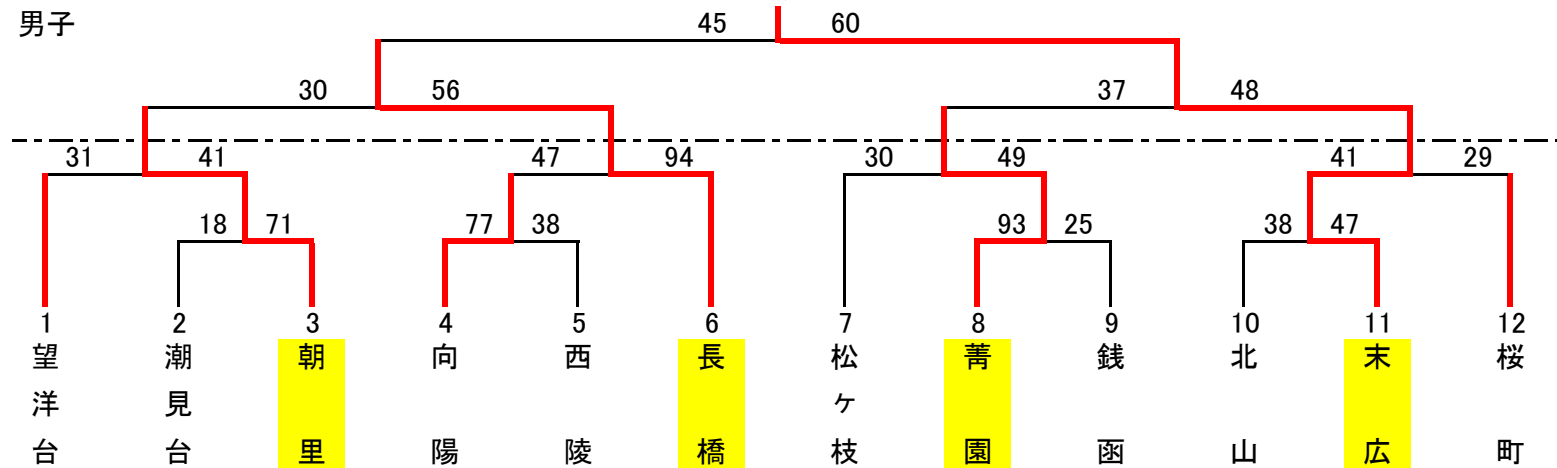 男子
45 60
30 56 37 48
31 41 47 94 30 49 41 29
18 71 77 38 93 25 38 47
1 2 3 4 5 6 7 8 9 10 11 12
望洋台
潮見台
朝里
向陽
西陵
長橋
松ヶ枝
菁園
銭函
北山
末広
桜町